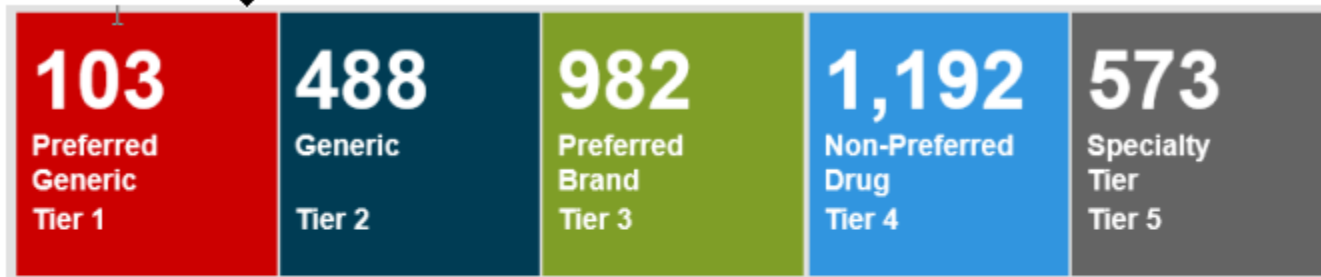 103
Preferred
Generic
Tier 1
488
Generic
Tier 2
982
Preferred
Brand
Tier 3
1,192
Non-Preferred
Drug
Tier 4
573
Specialty
Tier
Tier 5